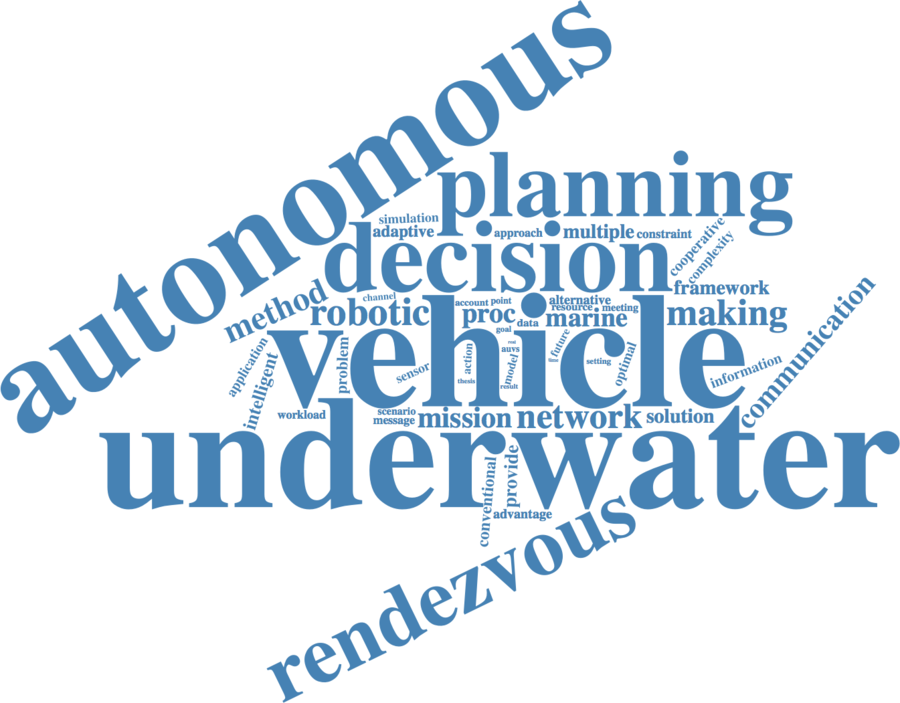 autonomous
planning
simulation
adaptive
decision
approach
multiple
constraint
cooperative
complexity
framework
method
channel
robotic
account
point
proc
goal
data
alternative
resource
meeting
marine
making
vehicle
application
intelligent
problem
sensor
action
thesis
auvs
model
result
future
time
setting
optimal
information
communication
workload
scenario
message
mission
network
solution
underwater
conventional
provide
advantage
rendezvous